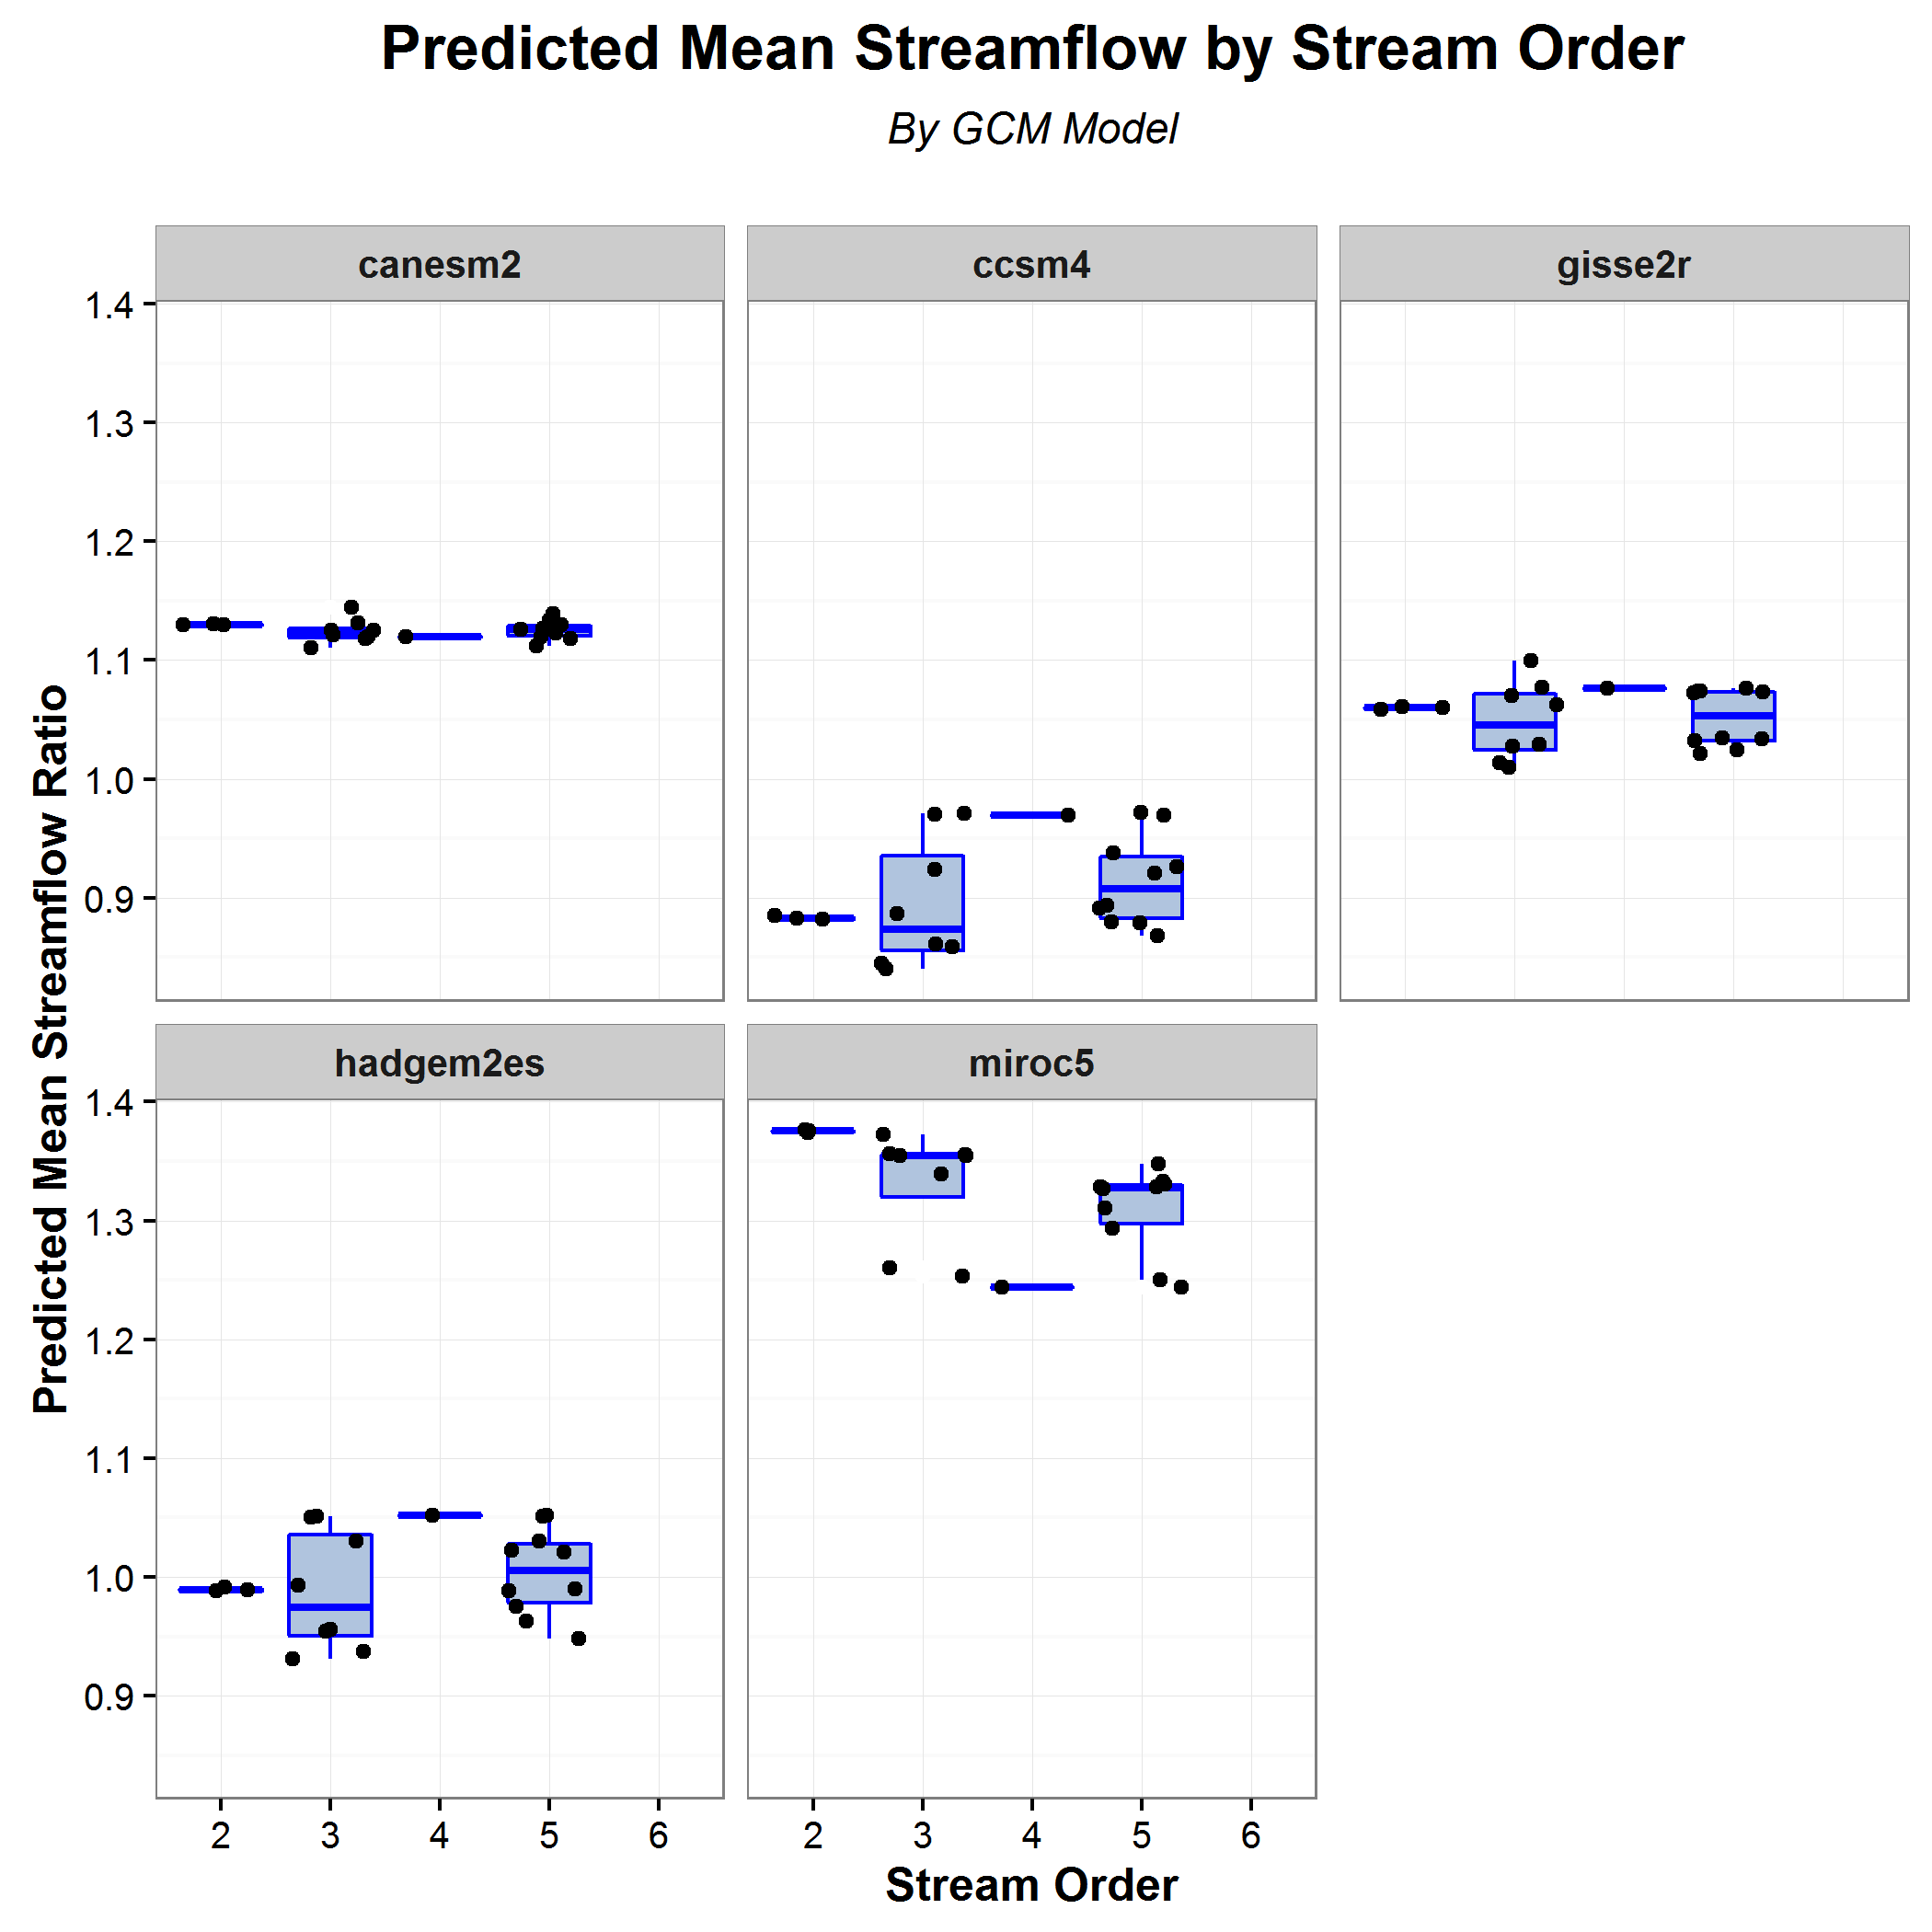 Predicted Mean Streamflow by Stream Order
By GCM Model
canesm2
ccsm4
gisse2r
1.4
1.3
1.2
1.1
1.0
0.9
Predicted Mean Streamflow Ratio
hadgem2es
miroc5
1.4
1.3
1.2
1.1
1.0
0.9
2 3 4 5 6
2 3 4 5 6
Stream Order